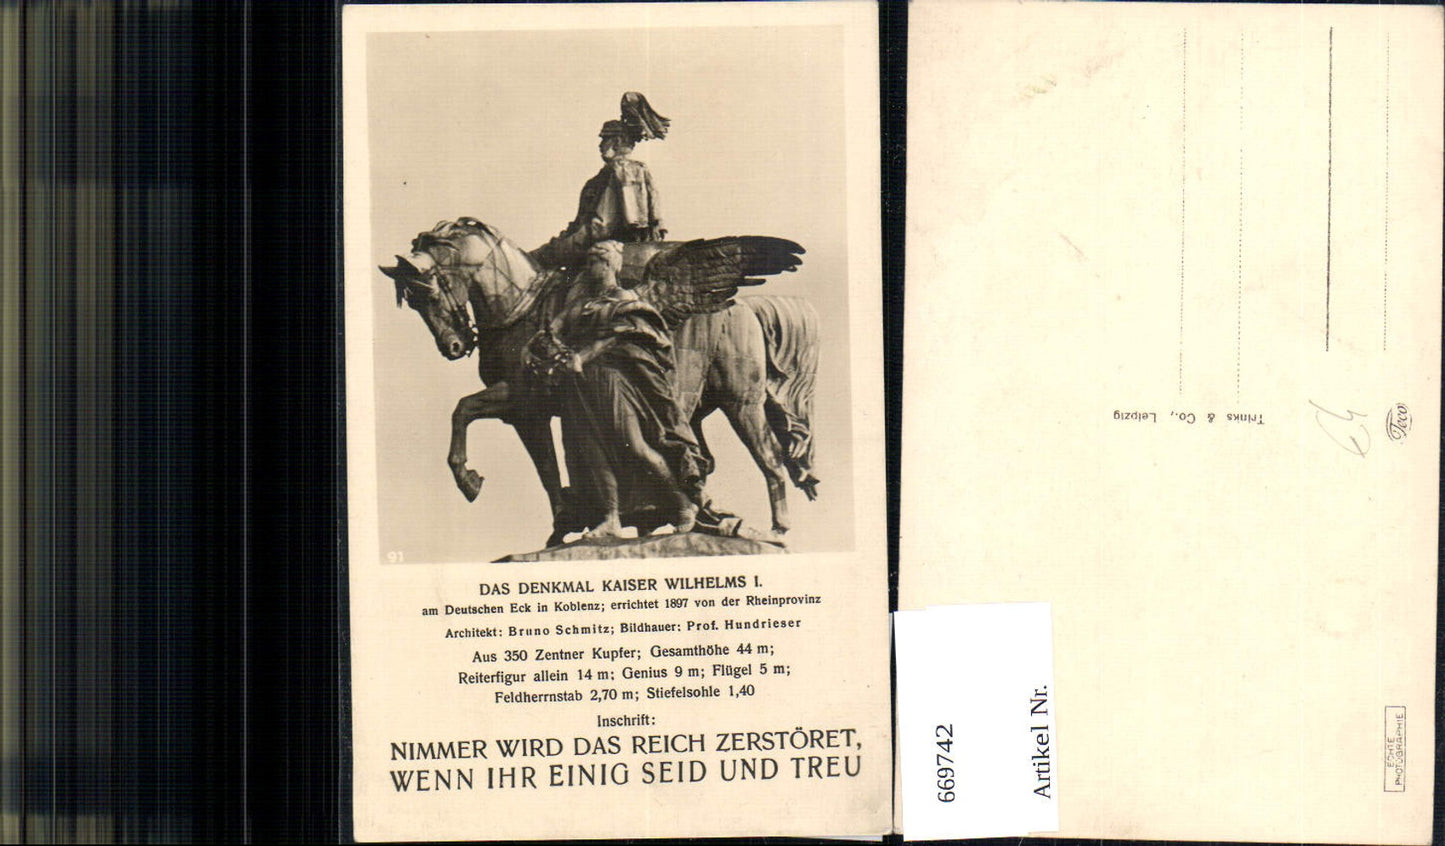 91
DAS DENKMAL KAISER WILHELMS I.
am Deutschen Eck in Koblenz; errichtet 1897 von der Rheinprovinz
Architekt: Bruno Schmitz; Bildhauer: Prof. Hundrieser
Aus 350 Zentner Kupfer; Gesamthöhe 44 m;
Reiterfigur allein 14 m; Genius 9 m; Flügel 5 m;
Feldherrnstab 2,70 m; Stiefelsohle 1,40
Inschrift:
NIMMER WIRD DAS REICH ZERSTÖRET,
WENN IHR EINIG SEID UND TREU
Trinks & Co., Leipzig
Teco
ECHTE
PHOTOGRAPHIE
669742
Artikel Nr.